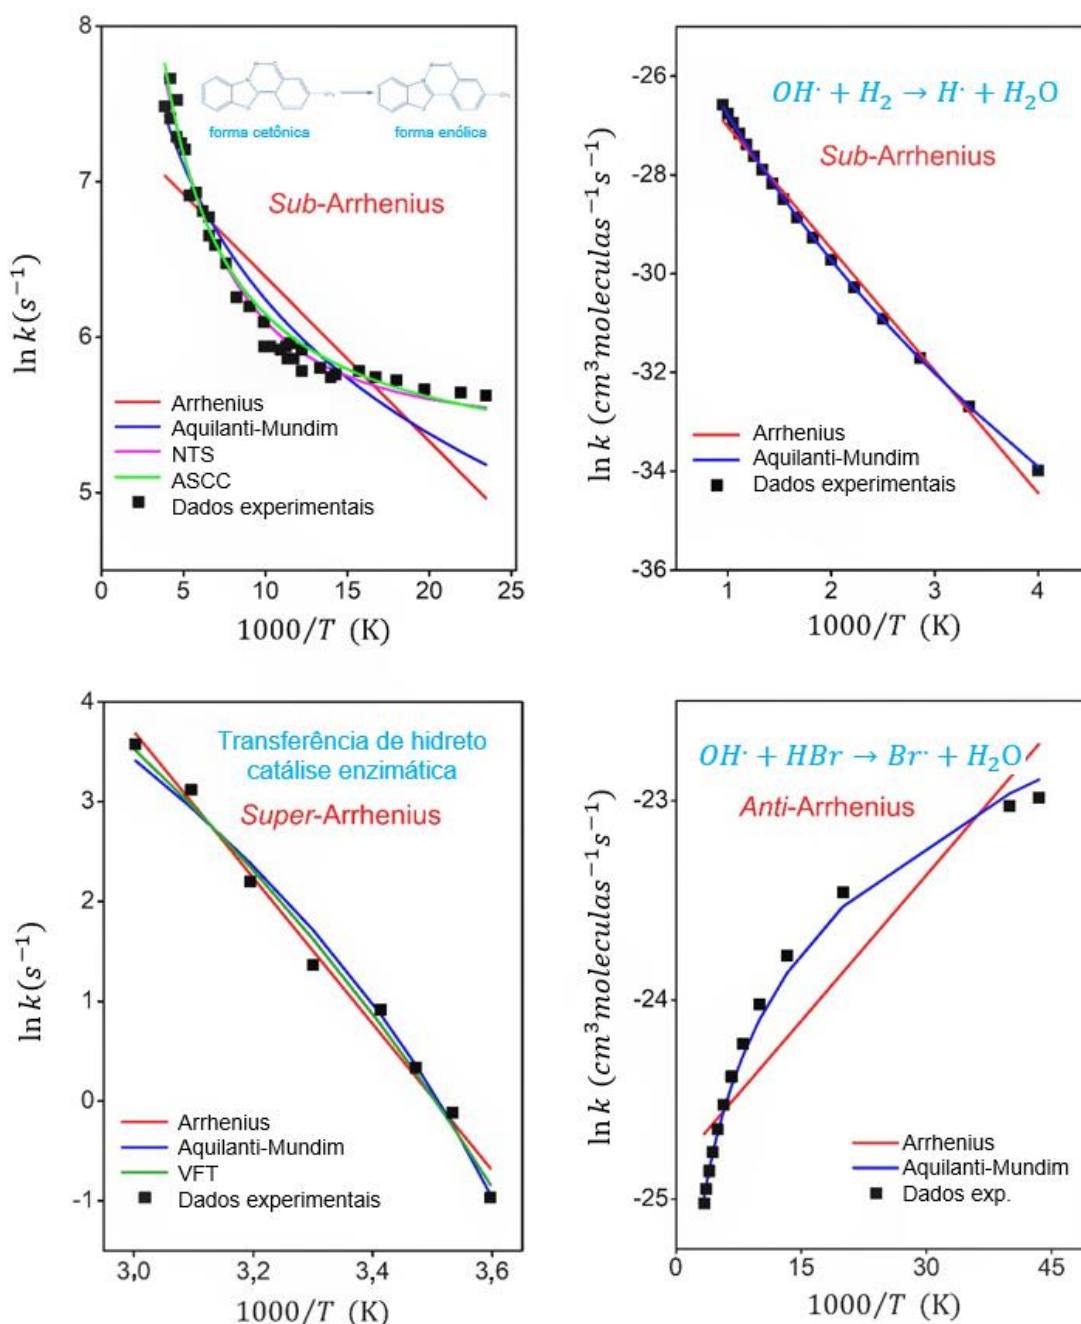 8
7
6
5
ln k(s⁻¹)
forma cetônica
forma enólica
Sub-Arrhenius
Arrhenius
Aquilanti-Mundim
NTS
ASCC
Dados experimentais
0 5 10 15 20 25
1000/T (K)
-26
-28
-30
-32
-34
-36
ln k (cm³moleculas⁻¹s⁻¹)
OH· + H₂ → H· + H₂O
Sub-Arrhenius
Arrhenius
Aquilanti-Mundim
Dados experimentais
1 2 3 4
1000/T (K)
4
3
2
1
0
-1
ln k(s⁻¹)
Transferência de hidreto
catálise enzimática
Super-Arrhenius
Arrhenius
Aquilanti-Mundim
VFT
Dados experimentais
3,0 3,2 3,4 3,6
1000/T (K)
-23
-24
-25
ln k (cm³moleculas⁻¹s⁻¹)
OH· + HBr → Br· + H₂O
Anti-Arrhenius
Arrhenius
Aquilanti-Mundim
Dados exp.
0 15 30 45
1000/T (K)